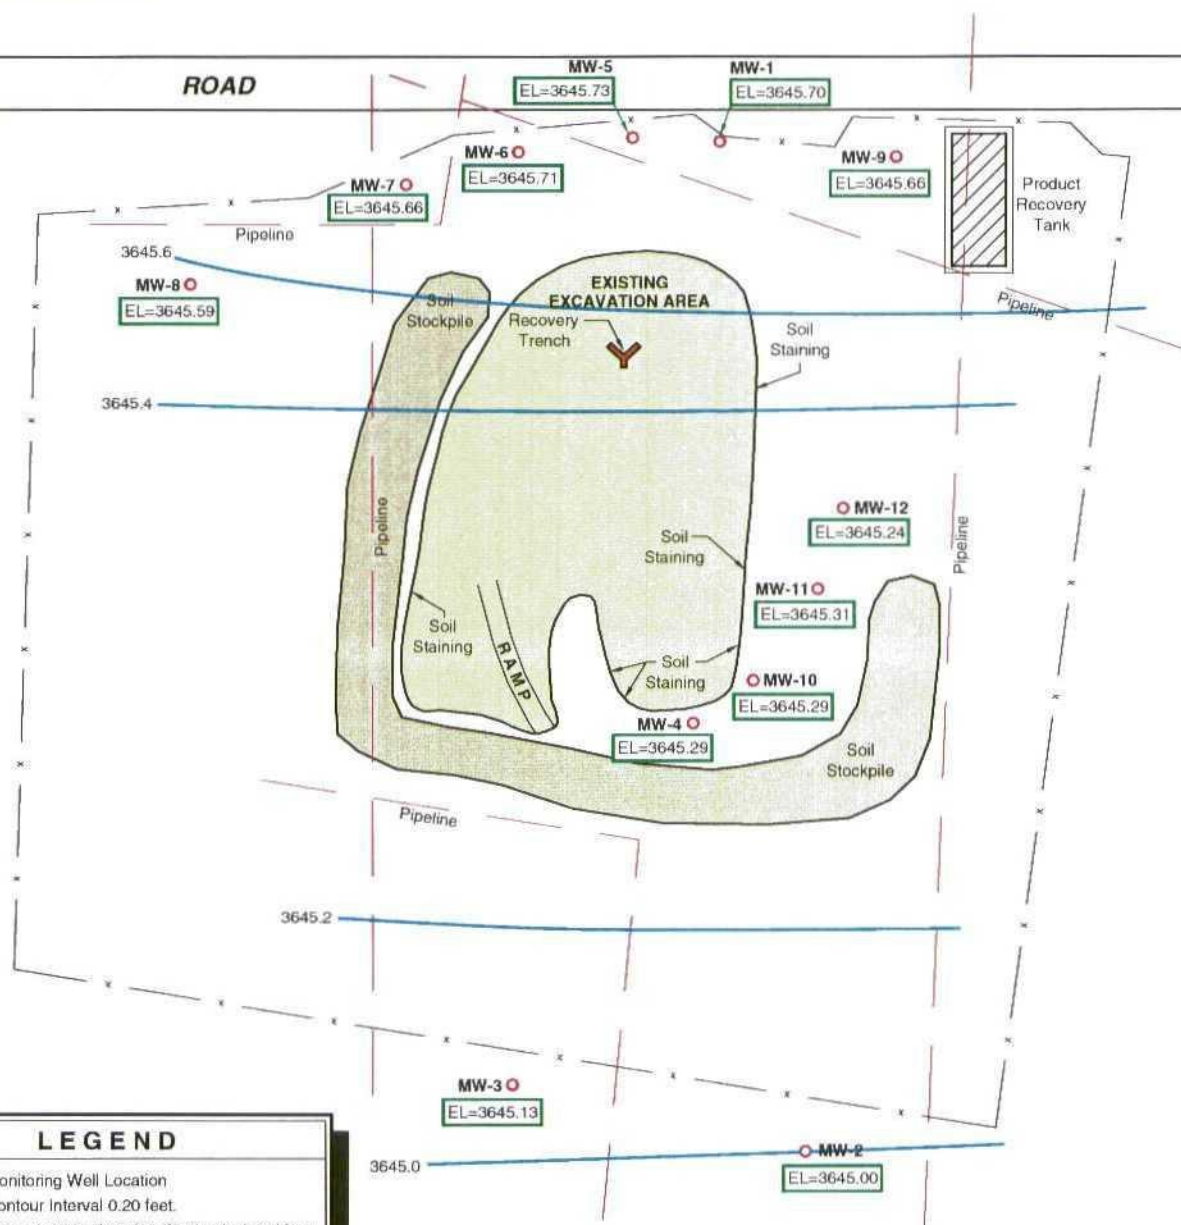 ROAD
MW-5
EL=3645.73
MW-1
EL=3645.70
MW-6
EL=3645.71
MW-7
EL=3645.66
MW-9
EL=3645.66
Product
Recovery
Tank
Pipeline
3645.6
MW-8
EL=3645.59
Soil
Stockpile
EXISTING
EXCAVATION AREA
Recovery
Trench
Soil
Staining
Pipeline
3645.4
Pipeline
MW-12
EL=3645.24
Soil
Staining
Pipeline
MW-11
EL=3645.31
Soil
Staining
RAMP
Soil
Staining
MW-10
EL=3645.29
MW-4
EL=3645.29
Soil
Stockpile
Pipeline
3645.2
MW-3
EL=3645.13
3645.0
MW-2
EL=3645.00
LEGEND
onitoring Well Location
ontour Interval 0.20 feet.